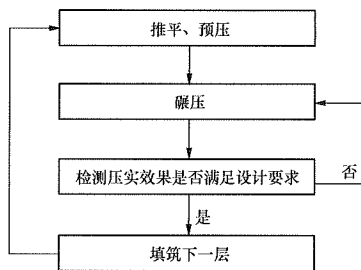 推平、预压
碾压
检测压实效果是否满足设计要求
否
是
填筑下一层